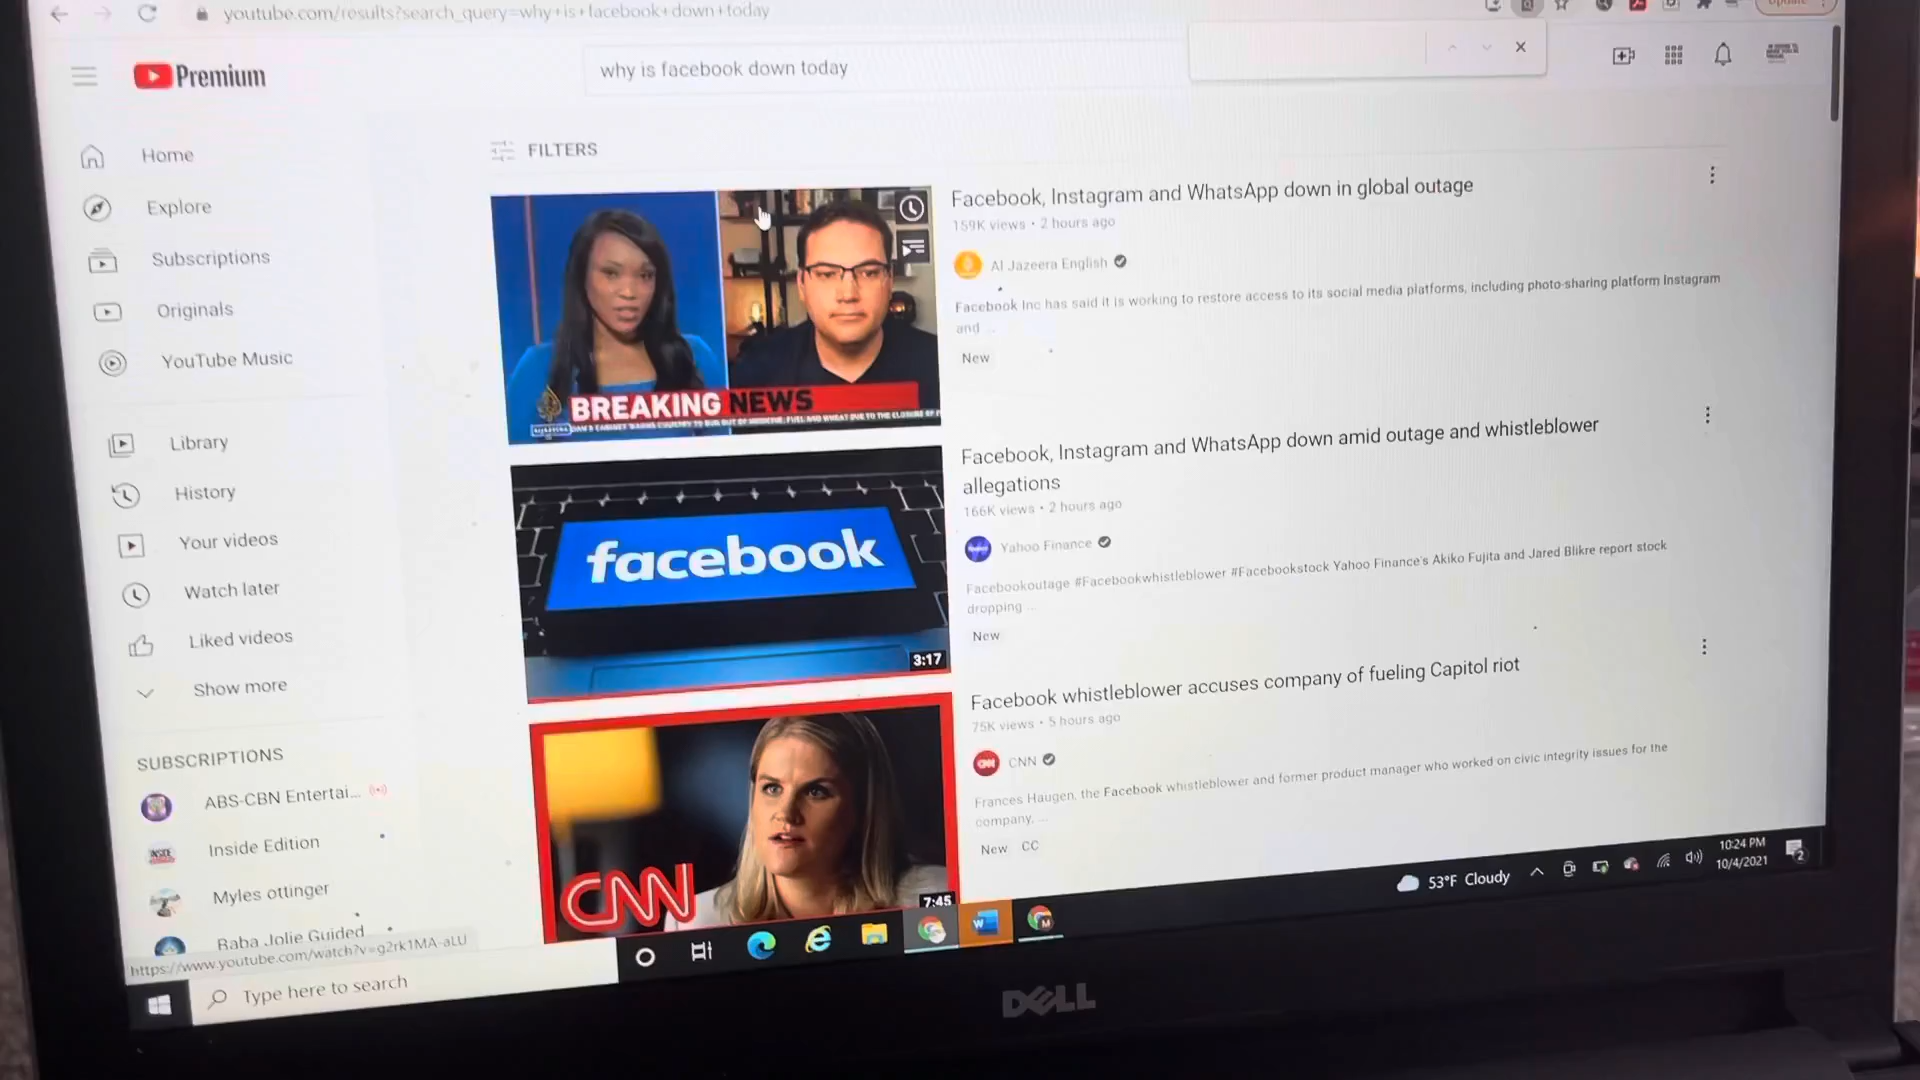 youtube.com/results?search_query=why+is+facebook+down+today
Update
Premium
why is facebook down today
Home
Explore
Subscriptions
Originals
YouTube Music
Library
History
Your videos
Watch later
Liked videos
Show more
SUBSCRIPTIONS
ABS-CBN Entertai...
Inside Edition
Myles ottinger
Baba Jolie Guided
https://www.youtube.com/watch?v=g2rk1MA-aLU
FILTERS
BREAKING NEWS
Facebook, Instagram and WhatsApp down in global outage
159K views • 2 hours ago
Al Jazeera English
Facebook Inc has said it is working to restore access to its social media platforms, including photo-sharing platform Instagram
and ...
New
facebook
3:17
Facebook, Instagram and WhatsApp down amid outage and whistleblower
allegations
166K views • 2 hours ago
Yahoo Finance
Facebookoutage #Facebookwhistleblower #Facebookstock Yahoo Finance's Akiko Fujita and Jared Blikre report stock
dropping ...
New
CNN
7:45
Facebook whistleblower accuses company of fueling Capitol riot
75K views • 5 hours ago
CNN
Frances Haugen, the Facebook whistleblower and former product manager who worked on civic integrity issues for the
company, ...
New CC
Type here to search
53°F Cloudy
10:24 PM
10/4/2021
2
DELL